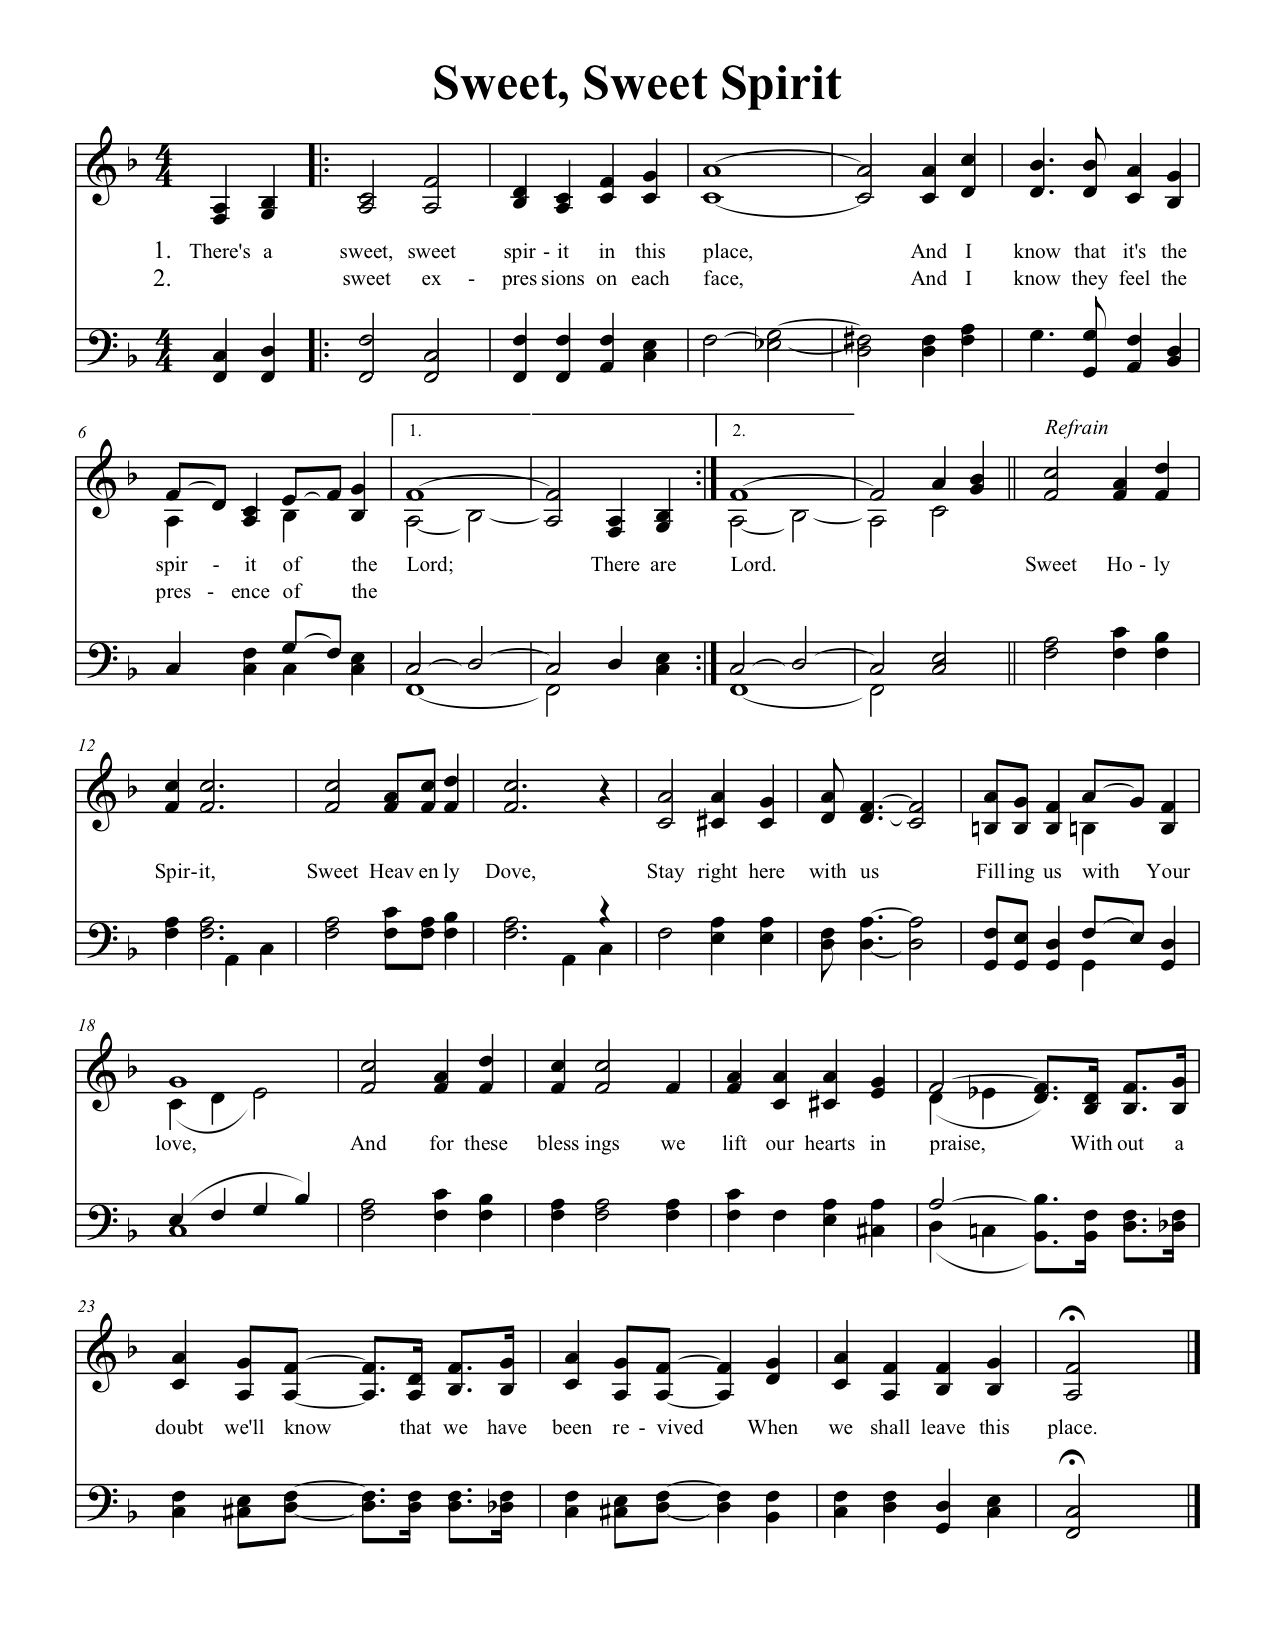 Sweet, Sweet Spirit
1. There's a sweet, sweet spir - it in this place, And I know that it's the
2. sweet ex - pres sions on each face, And I know they feel the
6
1.
2.
Refrain
spir - it of the Lord; There are Lord. Sweet Ho - ly
pres - ence of the
12
Spir-it, Sweet Heav en ly Dove, Stay right here with us Filling us with Your
18
love, And for these bless ings we lift our hearts in praise, With out a
23
doubt we'll know that we have been re - vived When we shall leave this place.